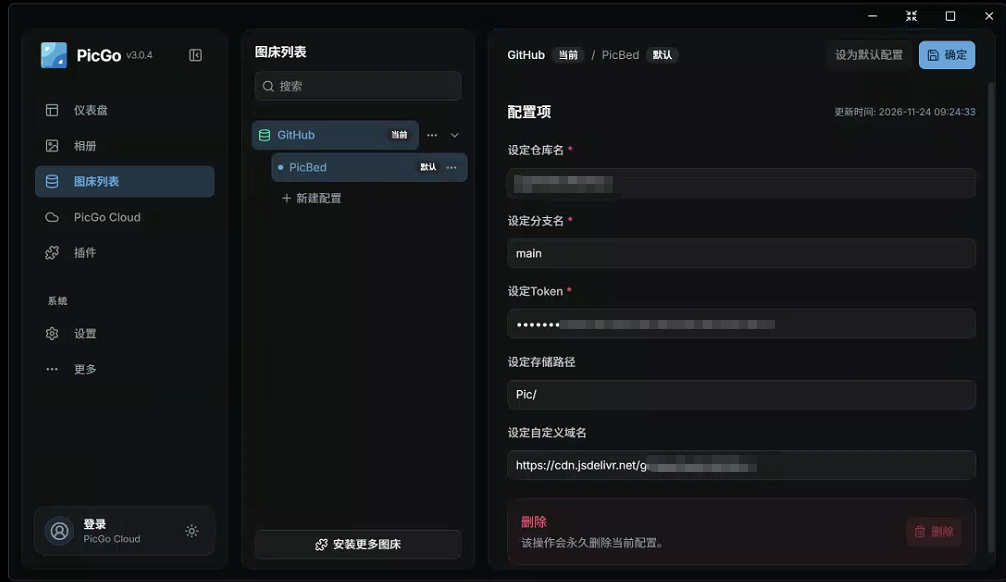 PicGo v3.0.4
仪表盘
相册
图床列表
PicGo Cloud
插件
系统
设置
更多
登录
PicGo Cloud
图床列表
搜索
GitHub 当前
PicBed 默认
新建配置
安装更多图床
GitHub 当前 / PicBed 默认
设为默认配置
确定
配置项
更新时间: 2026-11-24 09:24:33
设定仓库名 *
设定分支名 *
main
设定Token *
设定存储路径
Pic/
设定自定义域名
https://cdn.jsdelivr.net/g
删除
该操作会永久删除当前配置。
删除